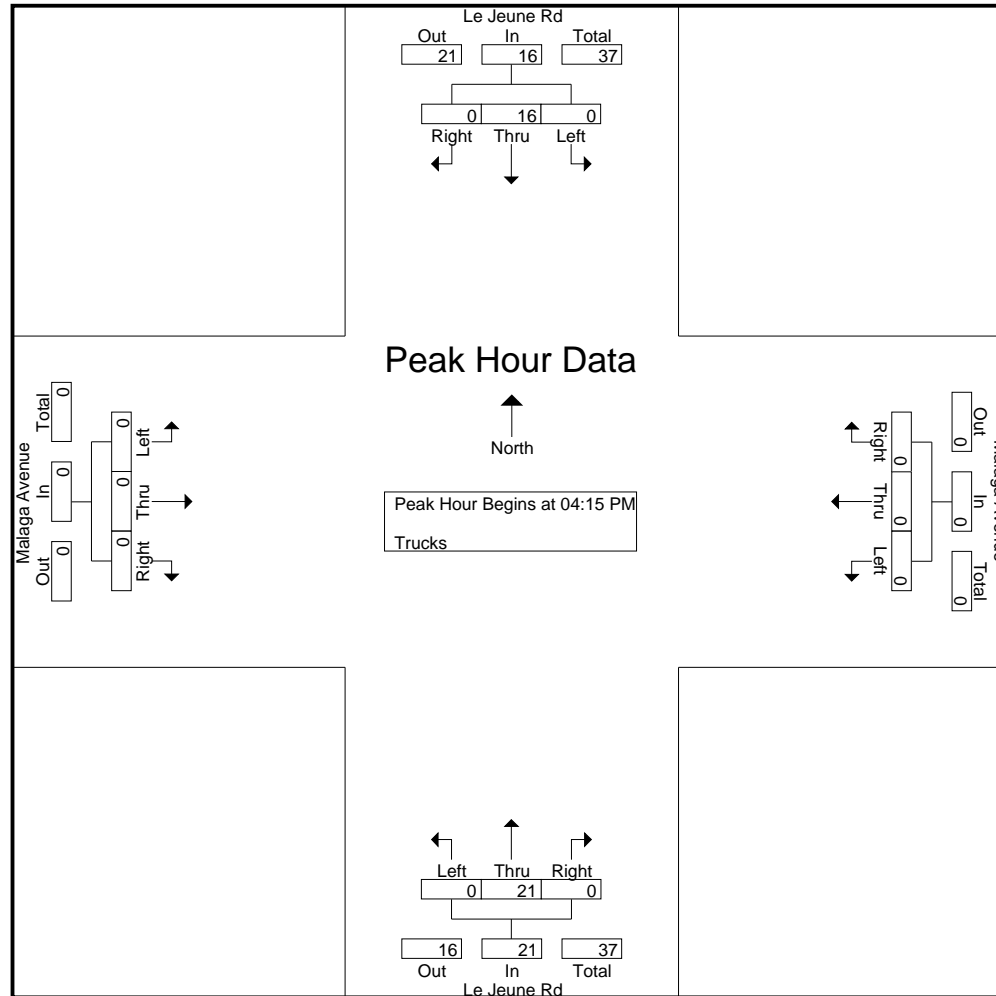 Le Jeune Rd
Out In Total
21 16 37
0 16 0
Right Thru Left
Peak Hour Data
North
Peak Hour Begins at 04:15 PM
Trucks
Malaga Avenue
Total In Out
0 0 0
0 0 0
Left Thru Right
Right Thru Left
0 0 0
0 0 0
Out In Total
Left Thru Right
0 21 0
16 21 37
Out In Total
Le Jeune Rd